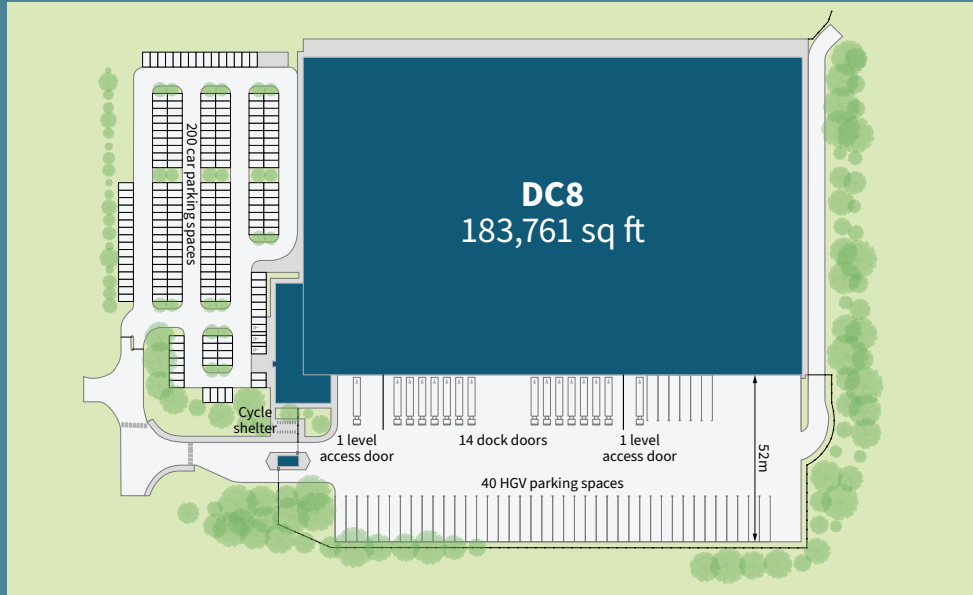 DC8
183,761 sq ft
200 car parking spaces
Cycle
shelter
1 level
access door
14 dock doors
1 level
access door
52m
40 HGV parking spaces